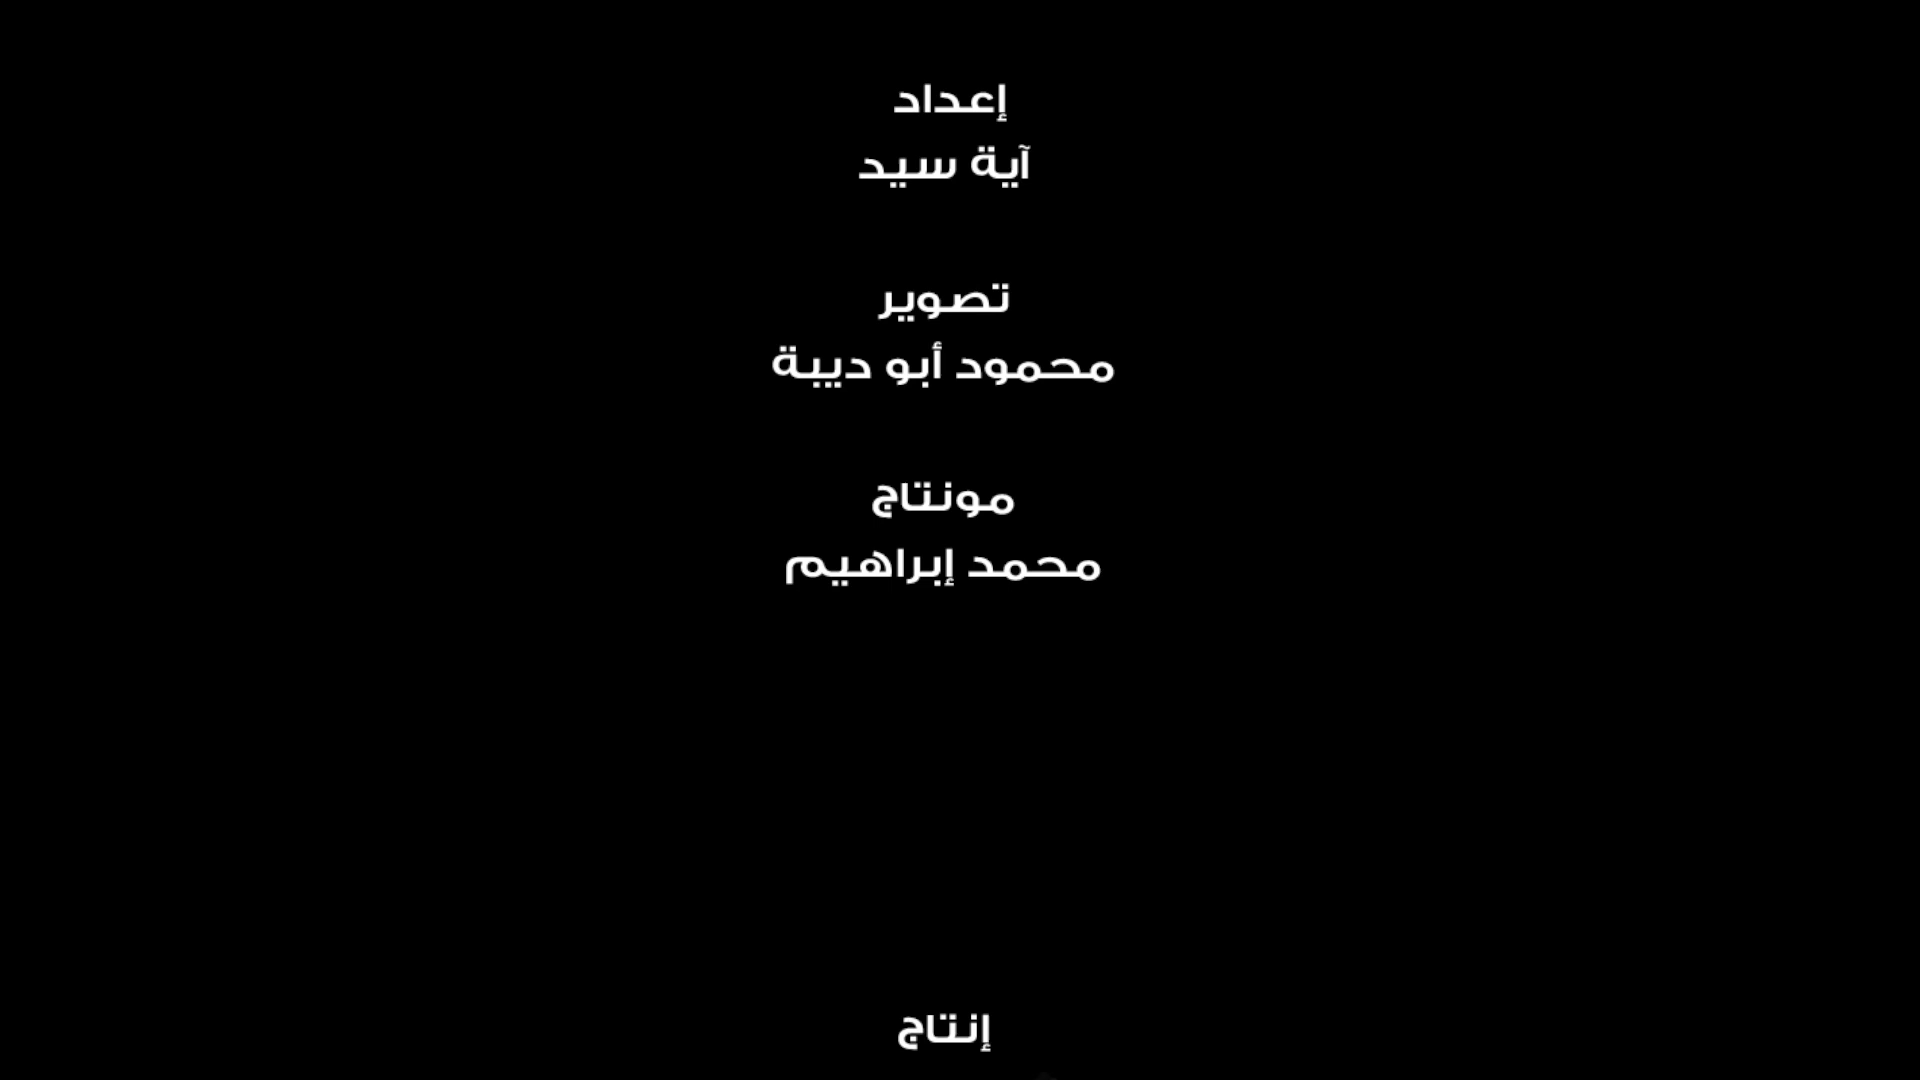 إعداد
آية سيد
تصوير
محمود أبو ديبة
مونتاج
محمد إبراهيم
إنتاج